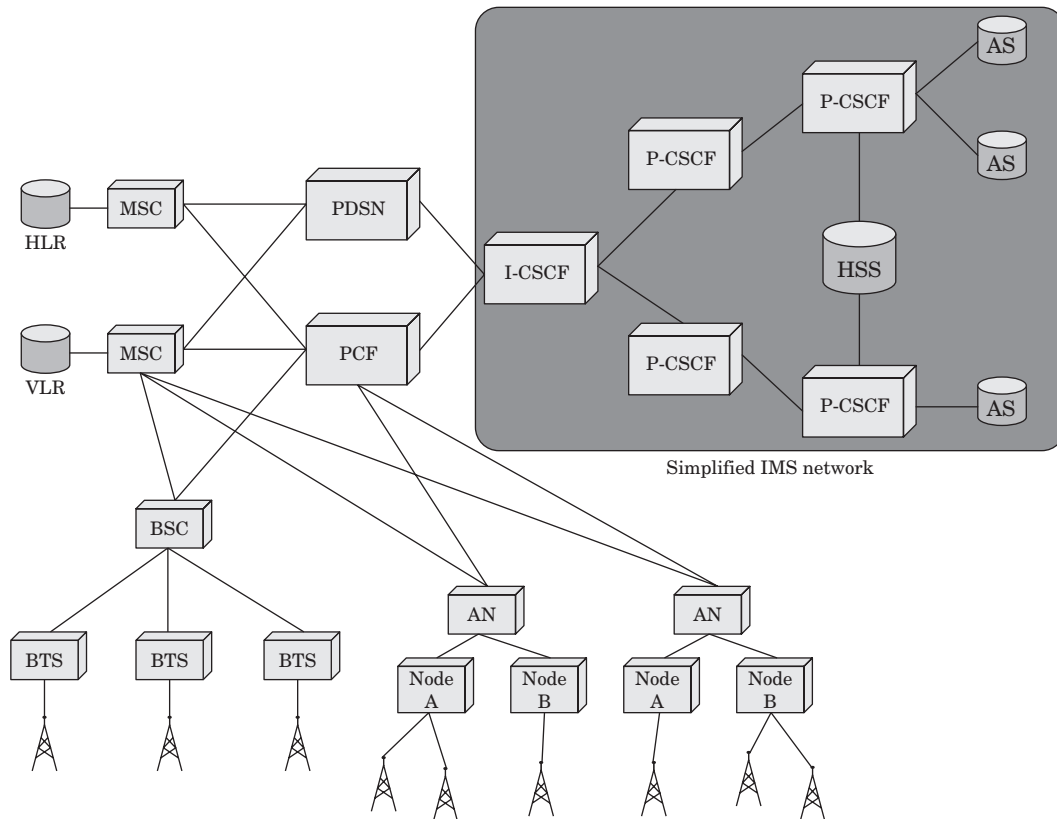 AS
P-CSCF
P-CSCF
AS
MSC
PDSN
HLR
I-CSCF
HSS
MSC
PCF
P-CSCF
VLR
P-CSCF
AS
Simplified IMS network
BSC
AN
AN
BTS
BTS
BTS
Node
A
Node
B
Node
A
Node
B